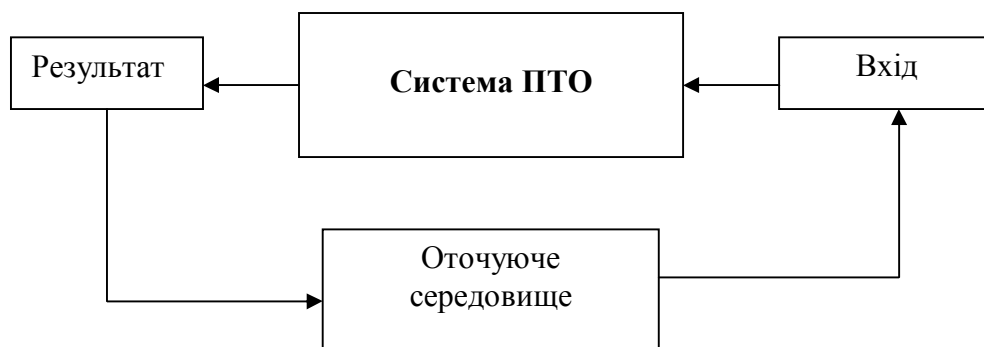 Результат
Система ПТО
Вхід
Оточуюче
середовище